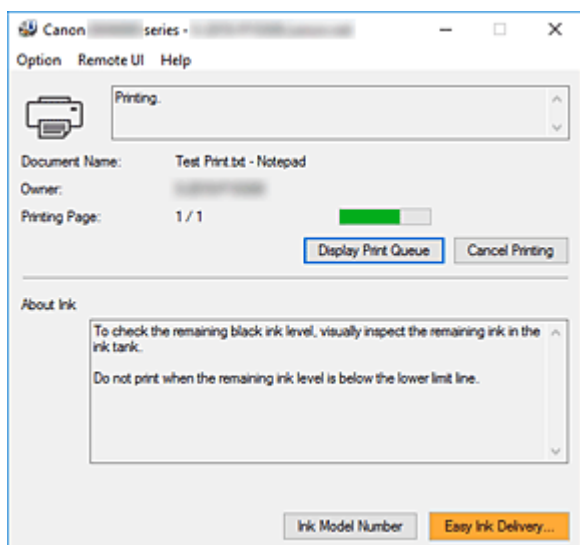 Canon series -
Option Remote UI Help
Printing.
Document Name: Test Print.txt - Notepad
Owner:
Printing Page: 1 / 1
Display Print Queue Cancel Printing
About Ink
To check the remaining black ink level, visually inspect the remaining ink in the
ink tank.
Do not print when the remaining ink level is below the lower limit line.
Ink Model Number Easy Ink Delivery...